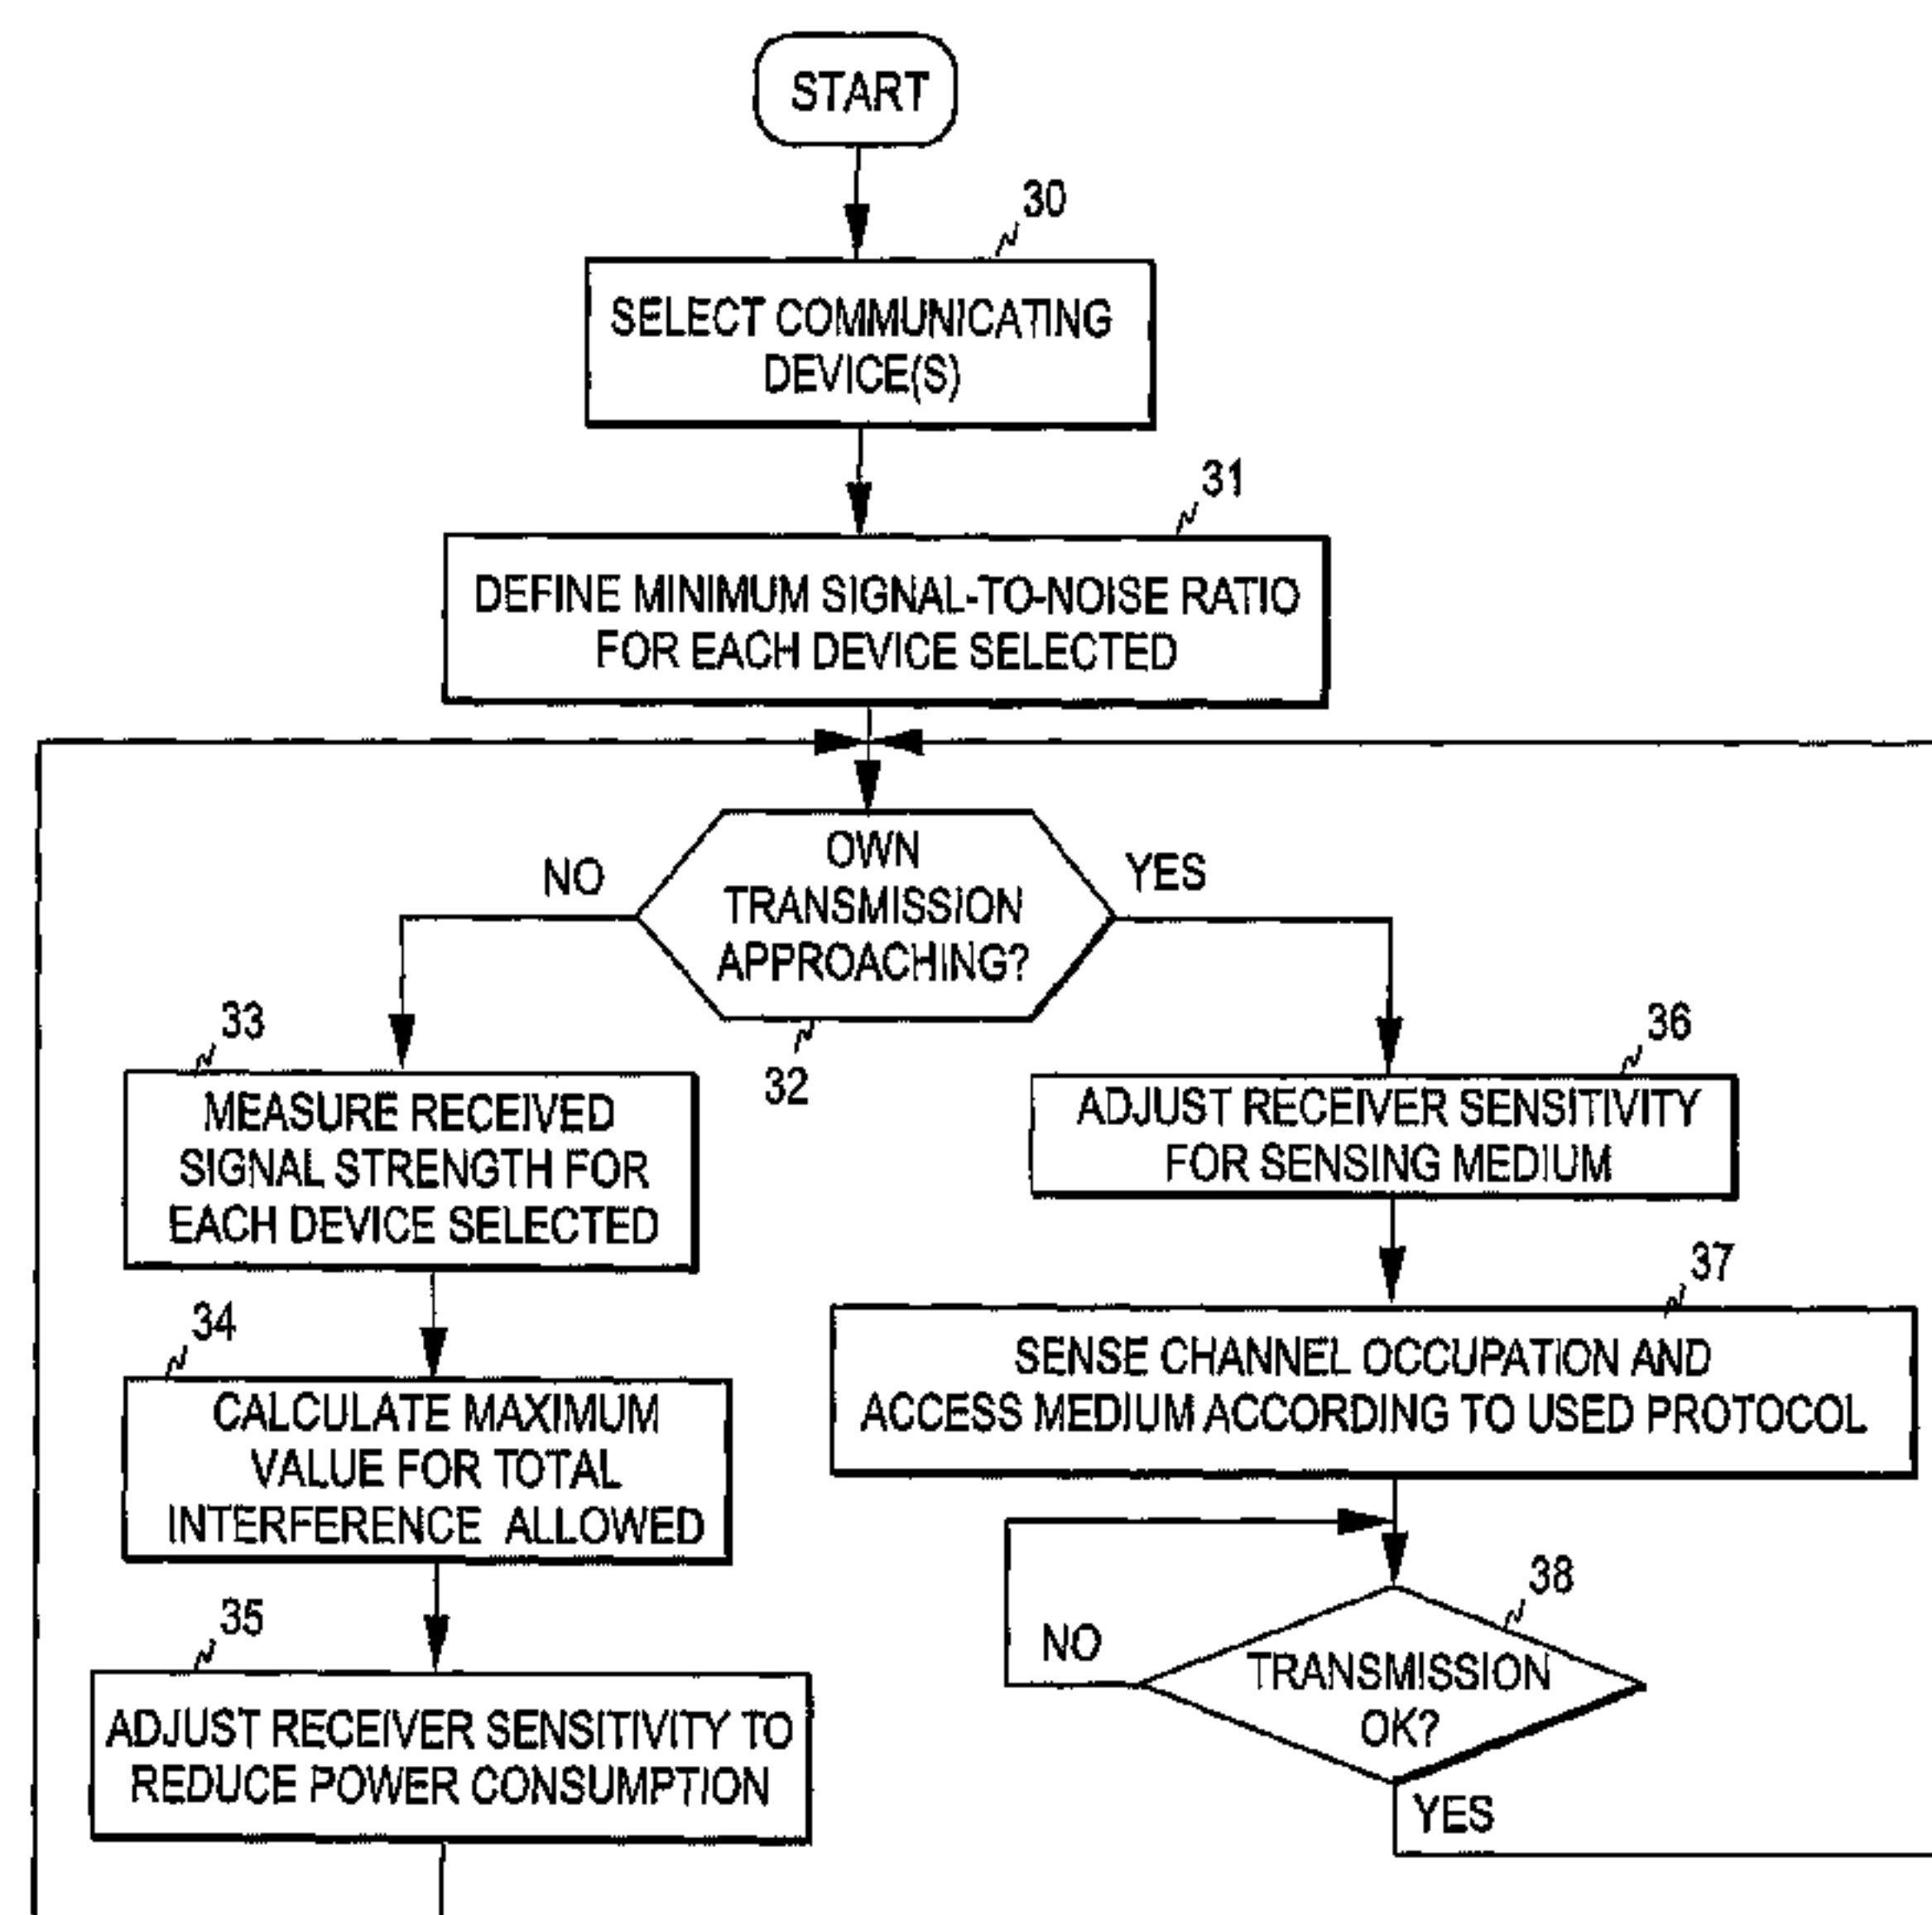 START
30
SELECT COMMUNICATING
DEVICE(S)
31
DEFINE MINIMUM SIGNAL-TO-NOISE RATIO
FOR EACH DEVICE SELECTED
OWN
TRANSMISSION
APPROACHING?
NO
YES
32
33
MEASURE RECEIVED
SIGNAL STRENGTH FOR
EACH DEVICE SELECTED
34
CALCULATE MAXIMUM
VALUE FOR TOTAL
INTERFERENCE ALLOWED
35
ADJUST RECEIVER SENSITIVITY TO
REDUCE POWER CONSUMPTION
36
ADJUST RECEIVER SENSITIVITY
FOR SENSING MEDIUM
37
SENSE CHANNEL OCCUPATION AND
ACCESS MEDIUM ACCORDING TO USED PROTOCOL
38
NO
TRANSMISSION
OK?
YES